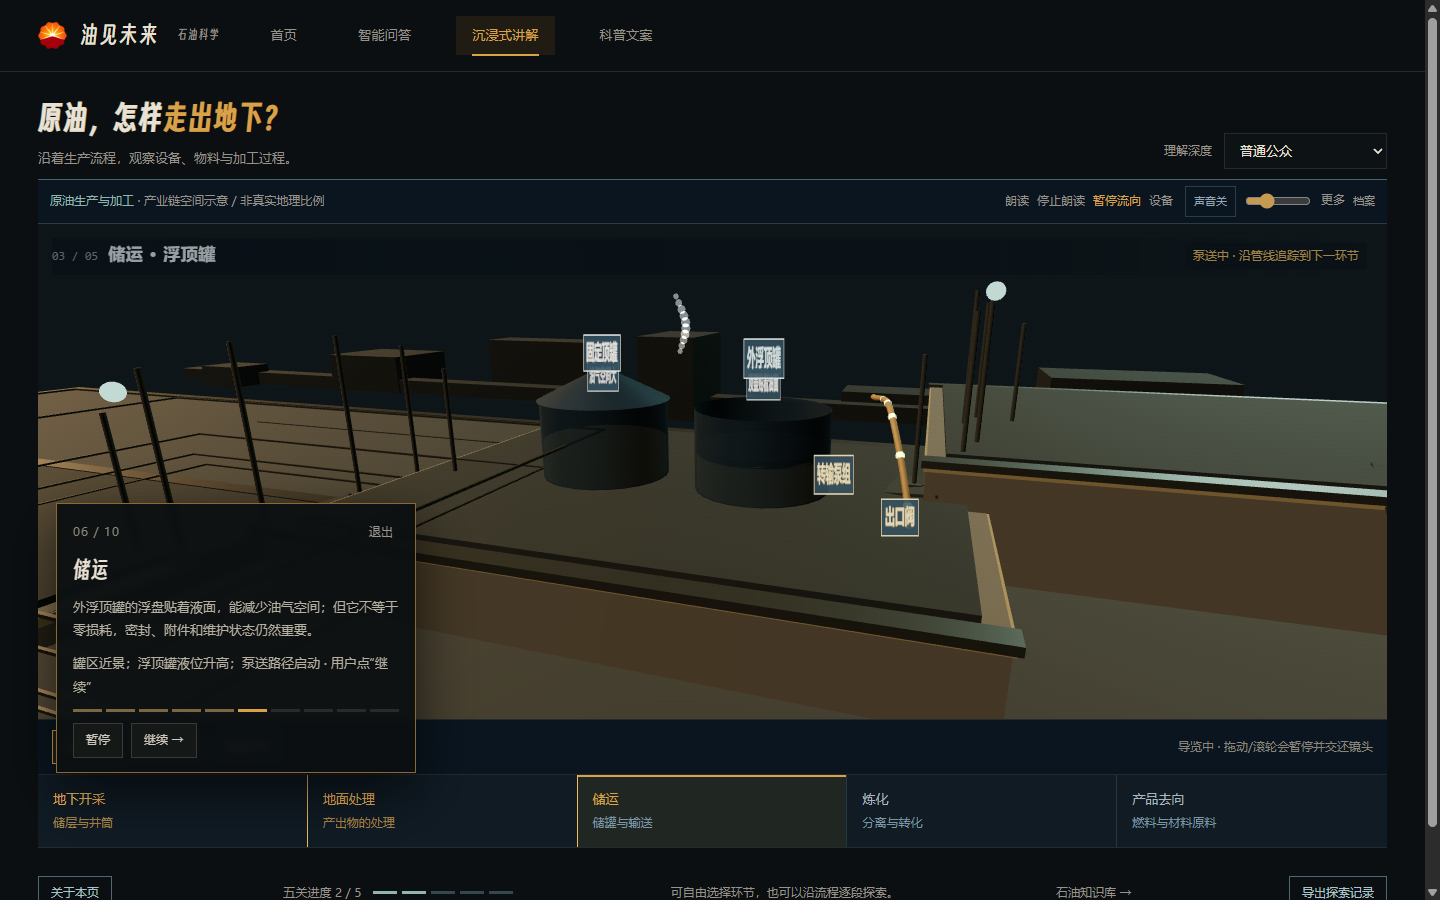 油见未来
石油科学
首页
智能问答
沉浸式讲解
科普文案
原油，怎样走出地下？
沿着生产流程，观察设备、物料与加工过程。
理解深度
普通公众
原油生产与加工 · 产业链空间示意 / 非真实地理比例
朗读
停止朗读
暂停流向
设备
声音关
更多
档案
03 / 05
储运 • 浮顶罐
泵送中 · 沿管线追踪到下一环节
固定顶罐
外浮顶罐
转输泵组
出口阀
06 / 10
退出
储运
外浮顶罐的浮盘贴着液面，能减少油气空间；但它不等于
零损耗，密封、附件和维护状态仍然重要。
罐区近景；浮顶罐液位升高；泵送路径启动 · 用户点“继
续”
暂停
继续 →
导览中 · 拖动/滚轮会暂停并交还镜头
地下开采
储层与井筒
地面处理
产出物的处理
储运
储罐与输送
炼化
分离与转化
产品去向
燃料与材料原料
关于本页
五关进度 2 / 5
可自由选择环节，也可以沿流程逐段探索。
石油知识库 →
导出探索记录